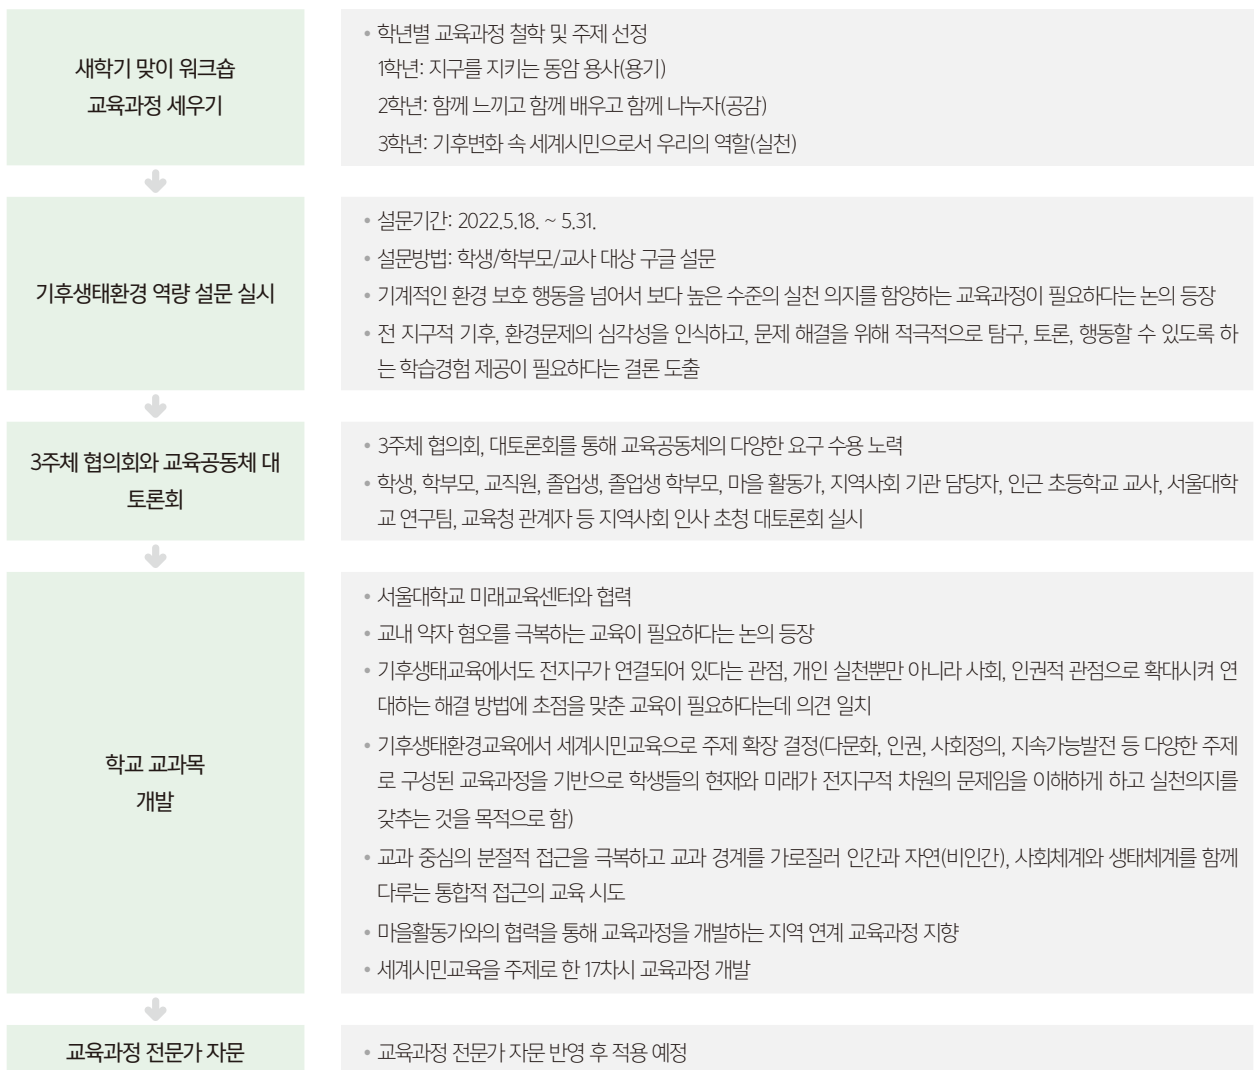 새학기 맞이 워크숍
교육과정 세우기
• 학년별 교육과정 철학 및 주제 선정
1학년: 지구를 지키는 동암 용사(용기)
2학년: 함께 느끼고 함께 배우고 함께 나누자(공감)
3학년: 기후변화 속 세계시민으로서 우리의 역할(실천)
기후생태환경 역량 설문 실시
• 설문기간: 2022.5.18. ~ 5.31.
• 설문방법: 학생/학부모/교사 대상 구글 설문
• 기계적인 환경 보호 행동을 넘어서 보다 높은 수준의 실천 의지를 함양하는 교육과정이 필요하다는 논의 등장
• 전 지구적 기후, 환경문제의 심각성을 인식하고, 문제 해결을 위해 적극적으로 탐구, 토론, 행동할 수 있도록 하
는 학습경험 제공이 필요하다는 결론 도출
3주체 협의회와 교육공동체 대
토론회
• 3주체 협의회, 대토론회를 통해 교육공동체의 다양한 요구 수용 노력
• 학생, 학부모, 교직원, 졸업생, 졸업생 학부모, 마을 활동가, 지역사회 기관 담당자, 인근 초등학교 교사, 서울대학
교 연구팀, 교육청 관계자 등 지역사회 인사 초청 대토론회 실시
학교 교과목
개발
• 서울대학교 미래교육센터와 협력
• 교내 약자 혐오를 극복하는 교육이 필요하다는 논의 등장
• 기후생태교육에서도 전지구가 연결되어 있다는 관점, 개인 실천뿐만 아니라 사회, 인권적 관점으로 확대시켜 연
대하는 해결 방법에 초점을 맞춘 교육이 필요하다는데 의견 일치
• 기후생태환경교육에서 세계시민교육으로 주제 확장 결정(다문화, 인권, 사회정의, 지속가능발전 등 다양한 주제
로 구성된 교육과정을 기반으로 학생들의 현재와 미래가 전지구적 차원의 문제임을 이해하게 하고 실천의지를
갖추는 것을 목적으로 함)
• 교과 중심의 분절적 접근을 극복하고 교과 경계를 가로질러 인간과 자연(비인간), 사회체계와 생태체계를 함께
다루는 통합적 접근의 교육 시도
• 마을활동가와의 협력을 통해 교육과정을 개발하는 지역 연계 교육과정 지향
• 세계시민교육을 주제로 한 17차시 교육과정 개발
교육과정 전문가 자문
• 교육과정 전문가 자문 반영 후 적용 예정